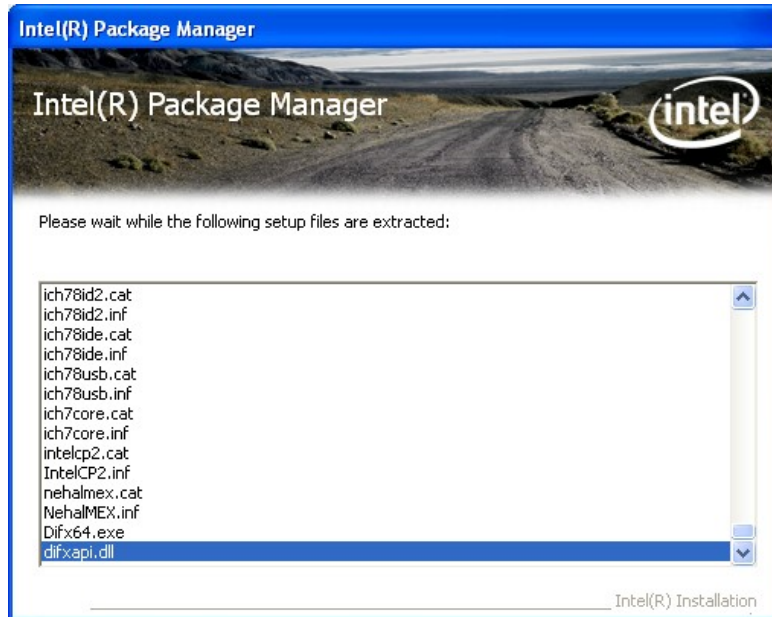 Intel(R) Package Manager
Intel(R) Package Manager
intel
Please wait while the following setup files are extracted:
ich78id2.cat
ich78id2.inf
ich78ide.cat
ich78ide.inf
ich78usb.cat
ich78usb.inf
ich7core.cat
ich7core.inf
intelcp2.cat
IntelCP2.inf
nehalmex.cat
NehalMEX.inf
Difx64.exe
difxapi.dll
Intel(R) Installation